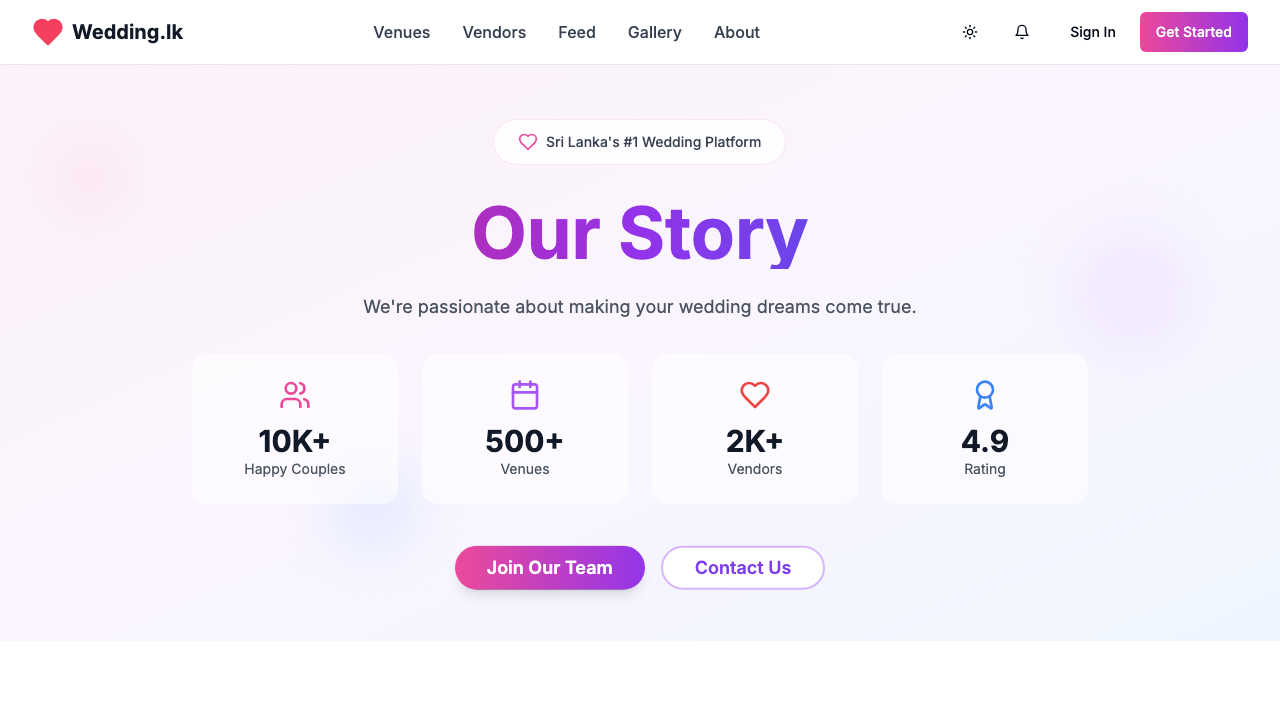 Wedding.lk
Venues Vendors Feed Gallery About
Sign In
Get Started
Sri Lanka's #1 Wedding Platform
Our Story
We're passionate about making your wedding dreams come true.
10K+
Happy Couples
500+
Venues
2K+
Vendors
4.9
Rating
Join Our Team
Contact Us